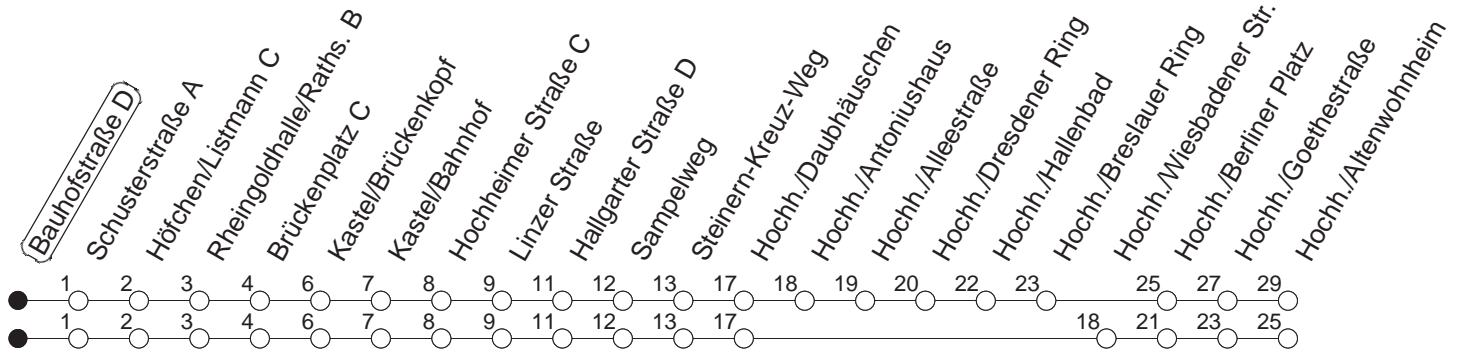 Bauhofstraße D
Schusterstraße A
Höfchen/Listmann C
Rheingoldhalle/Raths. B
Brückenplatz C
Kastel/Brückenkopf
Kastel/Bahnhof
Hochheimer Straße C
Linzer Straße
Hallgarter Straße D
Sampelweg
Steinern-Kreuz-Weg
Hochh./Daubhäuschen
Hochh./Antoniushaus
Hochh./Alleestraße
Hochh./Dresdener Ring
Hochh./Hallenbad
Hochh./Breslauer Ring
Hochh./Wiesbadener Str.
Hochh./Berliner Platz
Hochh./Goethestraße
Hochh./Altenwohnheim
1 2 3 4 6 7 8 9 11 12 13 17 18 19 20 22 23 25 27 29
1 2 3 4 6 7 8 9 11 12 13 17 18 21 23 25